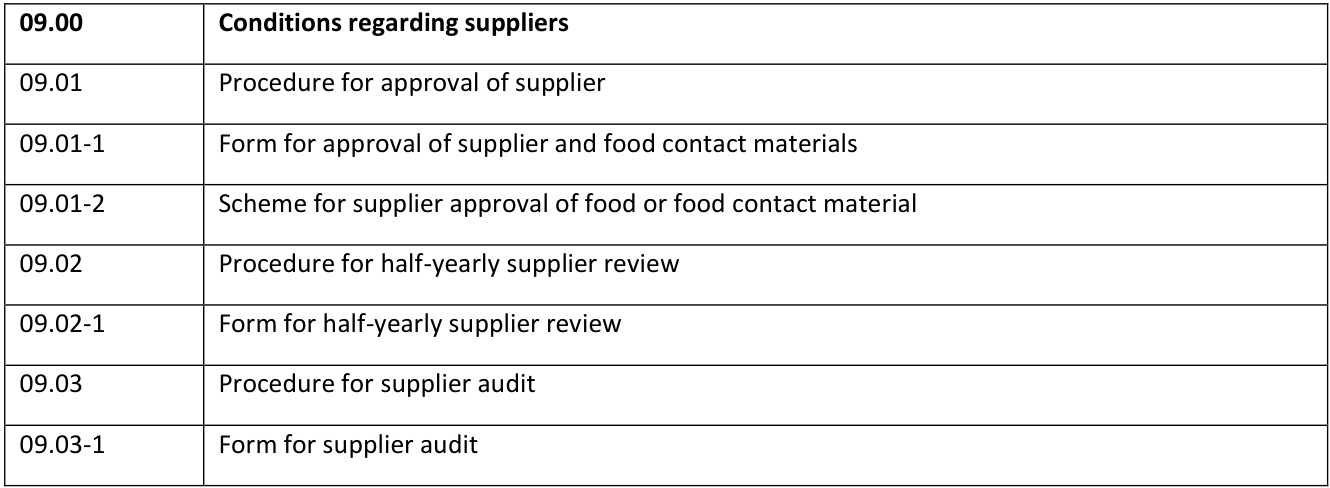 09.00 Conditions regarding suppliers
09.01 Procedure for approval of supplier
09.01-1 Form for approval of supplier and food contact materials
09.01-2 Scheme for supplier approval of food or food contact material
09.02 Procedure for half-yearly supplier review
09.02-1 Form for half-yearly supplier review
09.03 Procedure for supplier audit
09.03-1 Form for supplier audit